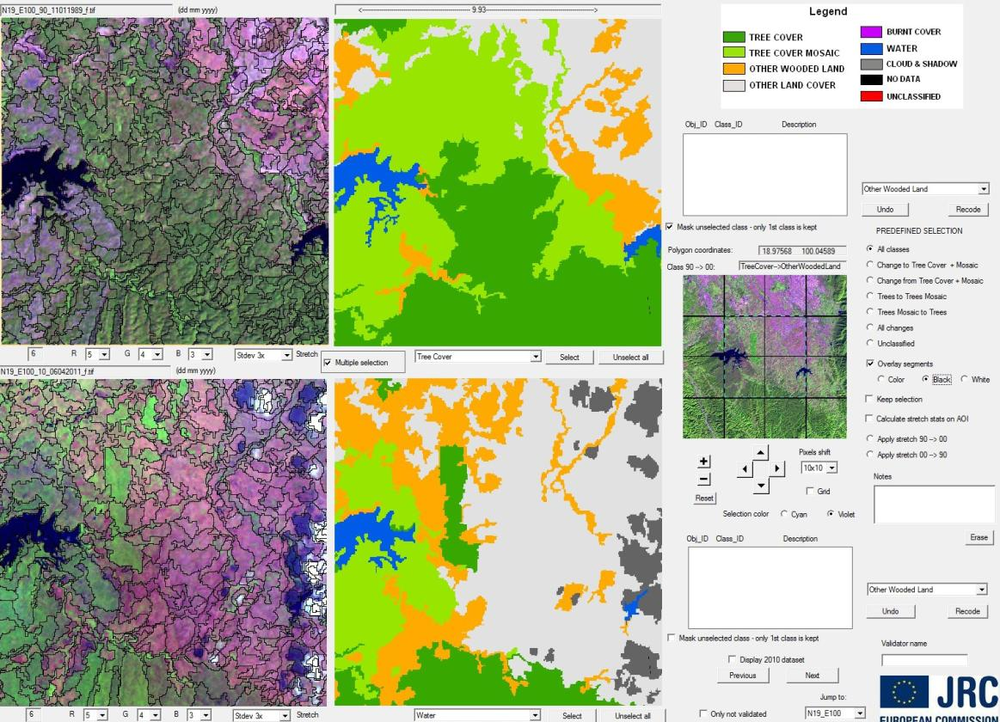 N19_E100_90_11011989_f.tif (dd mm yyyy)
<---------------------- 9.93 ---------------------->
Legend
TREE COVER
TREE COVER MOSAIC
OTHER WOODED LAND
OTHER LAND COVER
BURNT COVER
WATER
CLOUD & SHADOW
NO DATA
UNCLASSIFIED
Obj_ID Class_ID Description
Other Wooded Land
Undo Recode
Mask unselected class - only 1st class is kept
PREDEFINED SELECTION
Polygon coordinates: 18.97568 100.04589
Class 90 --> 00: TreeCover->OtherWoodedLand
All classes
Change to Tree Cover + Mosaic
Change from Tree Cover + Mosaic
Trees to Trees Mosaic
Trees Mosaic to Trees
All changes
Unclassified
Overlay segments
Color Black White
Keep selection
Calculate stretch stats on AOI
Apply stretch 90 --> 00
Apply stretch 00 --> 90
6 R 5 G 4 B 3 Stdev 3x Stretch
Multiple selection
Tree Cover Select Unselect all
N19_E100_10_06042011_f.tif (dd mm yyyy)
+
-
Reset
Pixels shift
10x10
Grid
Selection color Cyan Violet
Notes
Erase
Obj_ID Class_ID Description
Other Wooded Land
Undo Recode
Mask unselected class - only 1st class is kept
Validator name
Display 2010 dataset
Previous Next
Jump to:
Only not validated N19_E100
JRC
EUROPEAN COMMISSION
6 R 5 G 4 B 3 Stdev 3x Stretch
Water Select Unselect all